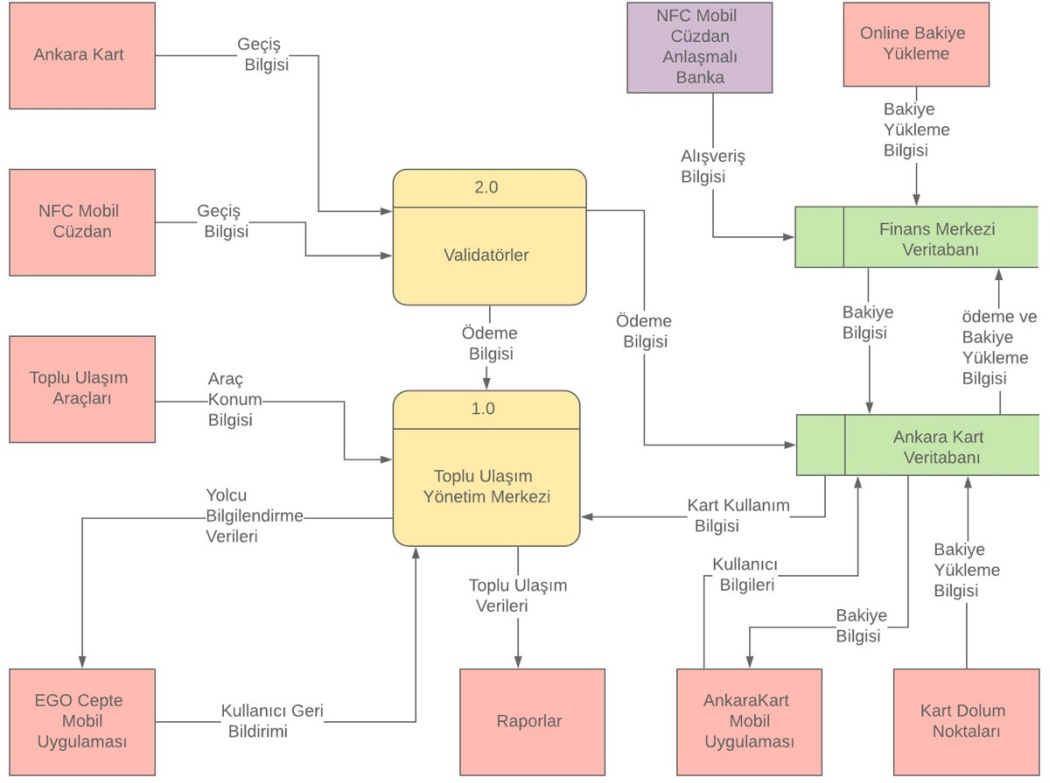 Ankara Kart
Geçiş
Bilgisi
NFC Mobil
Cüzdan
Anlaşmalı
Banka
Online Bakiye
Yükleme
Bakiye
Yükleme
Bilgisi
Alışveriş
Bilgisi
NFC Mobil
Cüzdan
Geçiş
Bilgisi
2.0
Validatörler
Finans Merkezi
Veritabanı
Ödeme
Bilgisi
Ödeme
Bilgisi
Bakiye
Bilgisi
ödeme ve
Bakiye
Yükleme
Bilgisi
Toplu Ulaşım
Araçları
Araç
Konum
Bilgisi
1.0
Toplu Ulaşım
Yönetim Merkezi
Ankara Kart
Veritabanı
Yolcu
Bilgilendirme
Verileri
Kart Kullanım
Bilgisi
Toplu Ulaşım
Verileri
Kullanıcı
Bilgileri
Bakiye
Bilgisi
Bakiye
Yükleme
Bilgisi
EGO Cepte
Mobil
Uygulaması
Kullanıcı Geri
Bildirimi
Raporlar
AnkaraKart
Mobil
Uygulaması
Kart Dolum
Noktaları